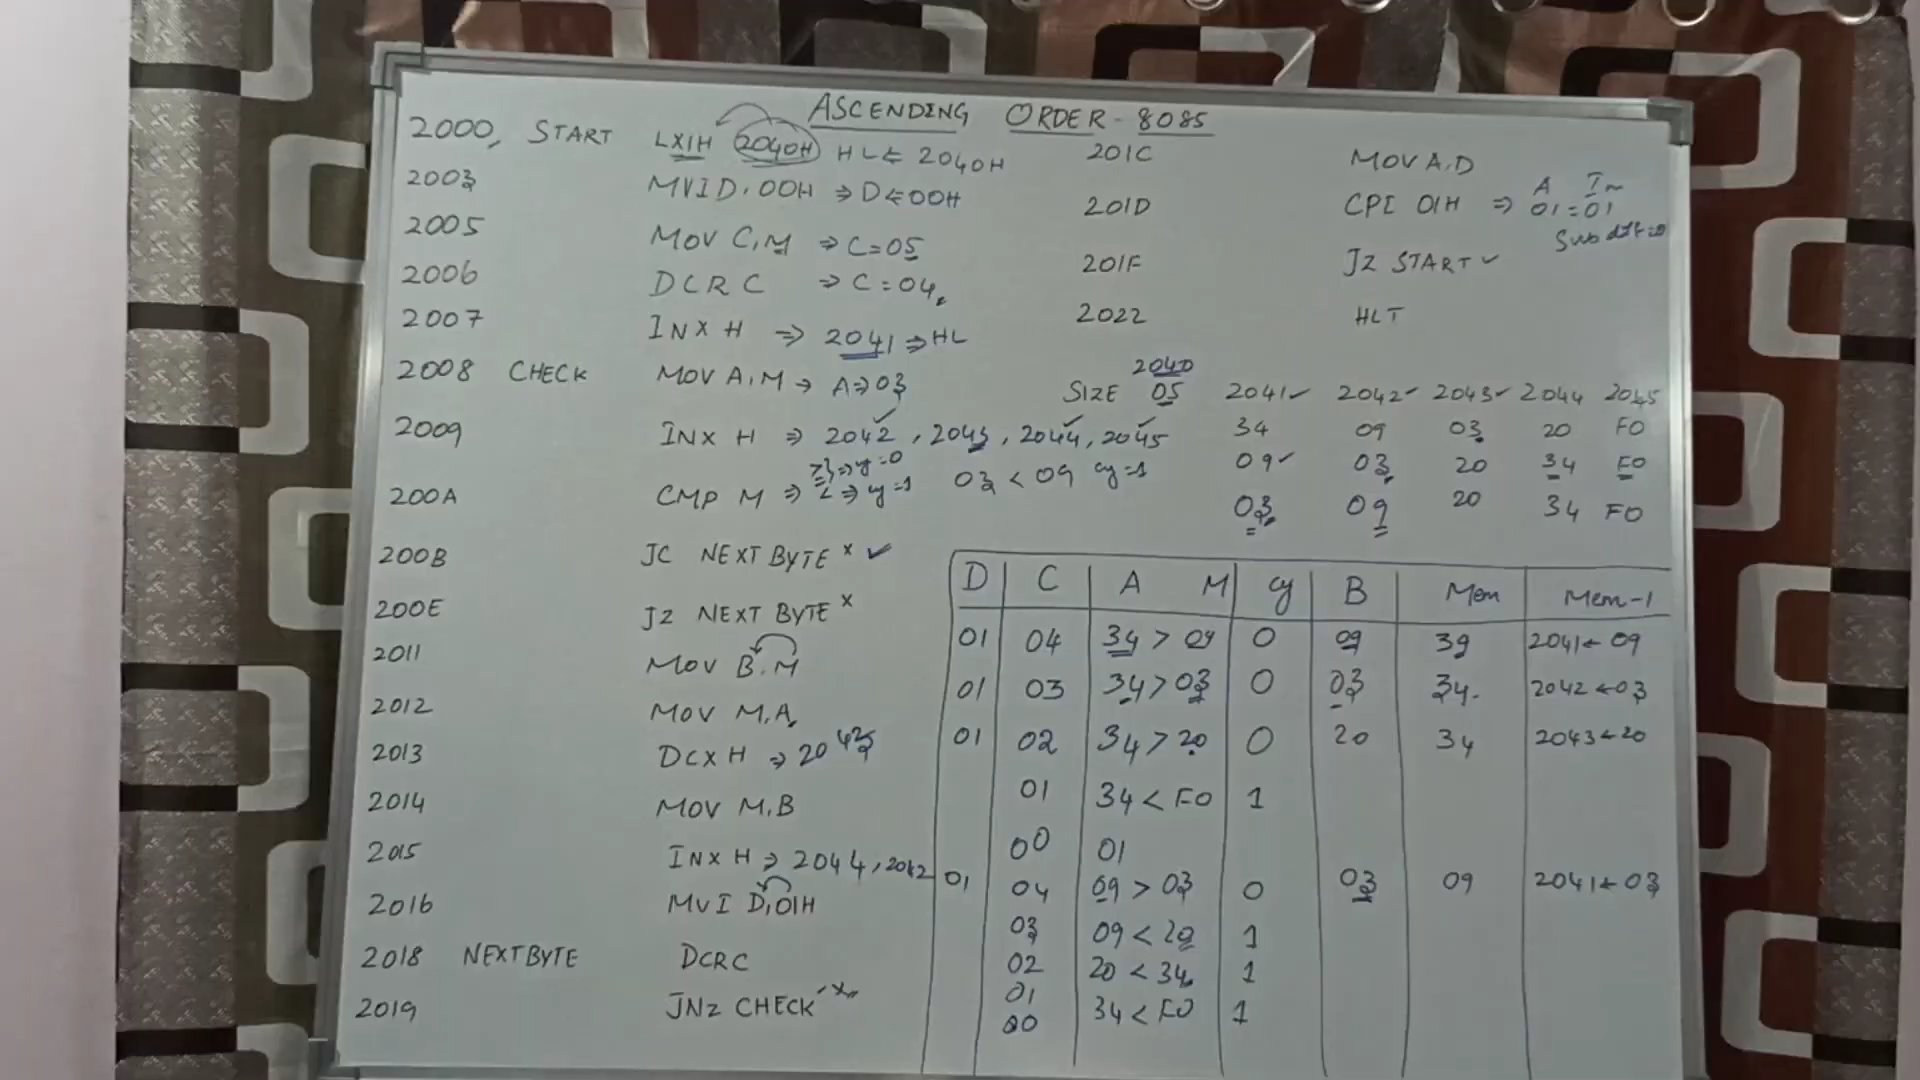 ASCENDING ORDER - 8085
2000, START LXIH 2040H HL⇐ 2040H
2003 MVI D,00H ⇒ D⇐00H
2005 MOV C,M ⇒ C=05
2006 DCR C ⇒ C=04
2007 INX H ⇒ 2041 ⇒HL
2008 CHECK MOV A,M → A⇒03
2009 INX H ⇒ 2042, 2043, 2044, 2045
⇒ cy=0
200A CMP M ⇒ < ⇒ cy=1 03 < 09 cy=1
200B JC NEXT BYTE × ✓
200E JZ NEXT BYTE ×
2011 MOV B.M
2012 MOV M,A
2013 DCX H ⇒ 20
2014 MOV M,B
2015 INX H ⇒ 2044, 2042
2016 MVI D,01H
2018 NEXTBYTE DCRC
2019 JNZ CHECK
201C MOV A,D
A Im
201D CPI 01H ⇒ 01=01
201F JZ START ✓
2022 HLT
2040
SIZE 05 2041✓ 2042✓ 2043✓ 2044 2045
34 09 03 20 F0
09✓ 03 20 34 F0
03 09 20 34 F0
D C A M cy B Mem Mem-1
01 04 34 > 09 0 09 39 2041← 09
01 03 34 > 03 0 03 34 2042 ←03
01 02 34 > 20 0 20 34 2043←20
01 34 < F0 1
00 01
01 04 09 > 03 0 03 09 2041←03
03 09 < 20 1
02 20 < 34 1
01 34 < F0 1
00